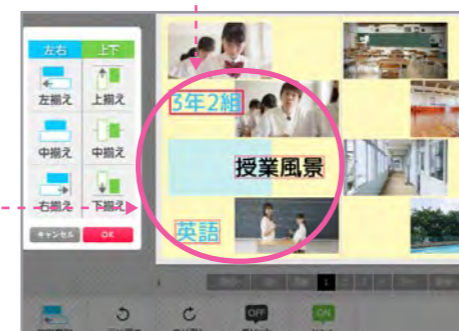 左右 上下
左揃え 上揃え
中揃え 中揃え
右揃え 下揃え
キャンセル OK
3年2組
授業風景
英語
1
OFF ON